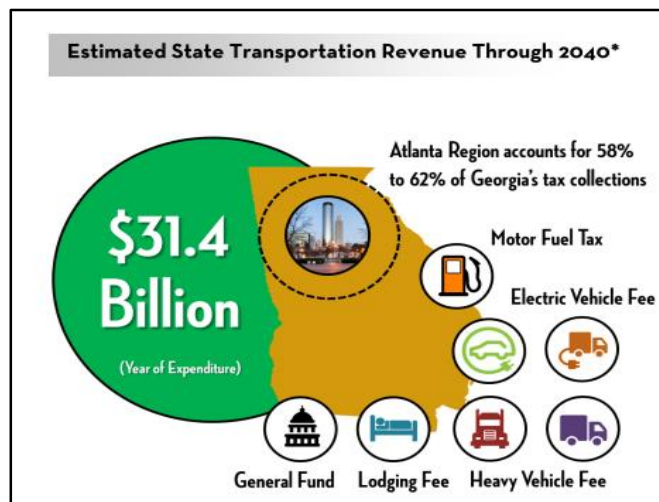 Estimated State Transportation Revenue Through 2040*
Atlanta Region accounts for 58%
to 62% of Georgia's tax collections
$31.4
Billion
(Year of Expenditure)
Motor Fuel Tax
Electric Vehicle Fee
General Fund
Lodging Fee
Heavy Vehicle Fee